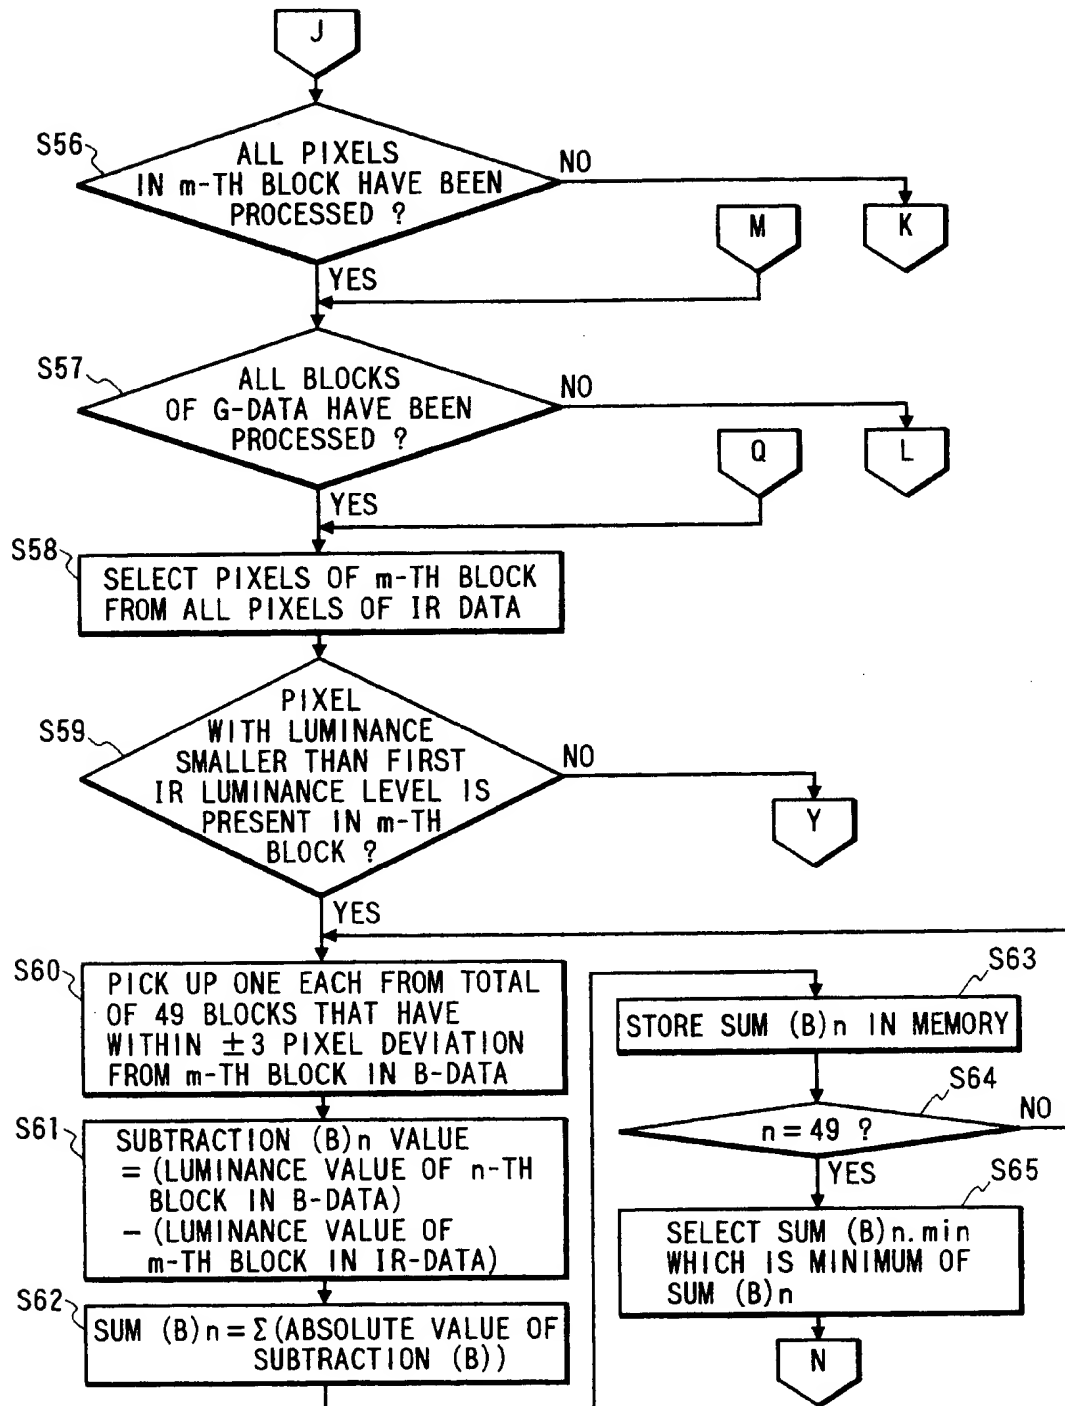 J
S56
ALL PIXELS
IN m-TH BLOCK HAVE BEEN
PROCESSED ?
NO
K
M
YES
S57
ALL BLOCKS
OF G-DATA HAVE BEEN
PROCESSED ?
NO
L
Q
YES
S58
SELECT PIXELS OF m-TH BLOCK
FROM ALL PIXELS OF IR DATA
S59
PIXEL
WITH LUMINANCE
SMALLER THAN FIRST
IR LUMINANCE LEVEL IS
PRESENT IN m-TH
BLOCK ?
NO
Y
YES
S60
PICK UP ONE EACH FROM TOTAL
OF 49 BLOCKS THAT HAVE
WITHIN ±3 PIXEL DEVIATION
FROM m-TH BLOCK IN B-DATA
S61
SUBTRACTION (B)n VALUE
= (LUMINANCE VALUE OF n-TH
BLOCK IN B-DATA)
− (LUMINANCE VALUE OF
m-TH BLOCK IN IR-DATA)
S62
SUM (B)n = Σ (ABSOLUTE VALUE OF
SUBTRACTION (B))
S63
STORE SUM (B)n IN MEMORY
S64
n = 49 ?
NO
YES
S65
SELECT SUM (B)n.min
WHICH IS MINIMUM OF
SUM (B)n
N